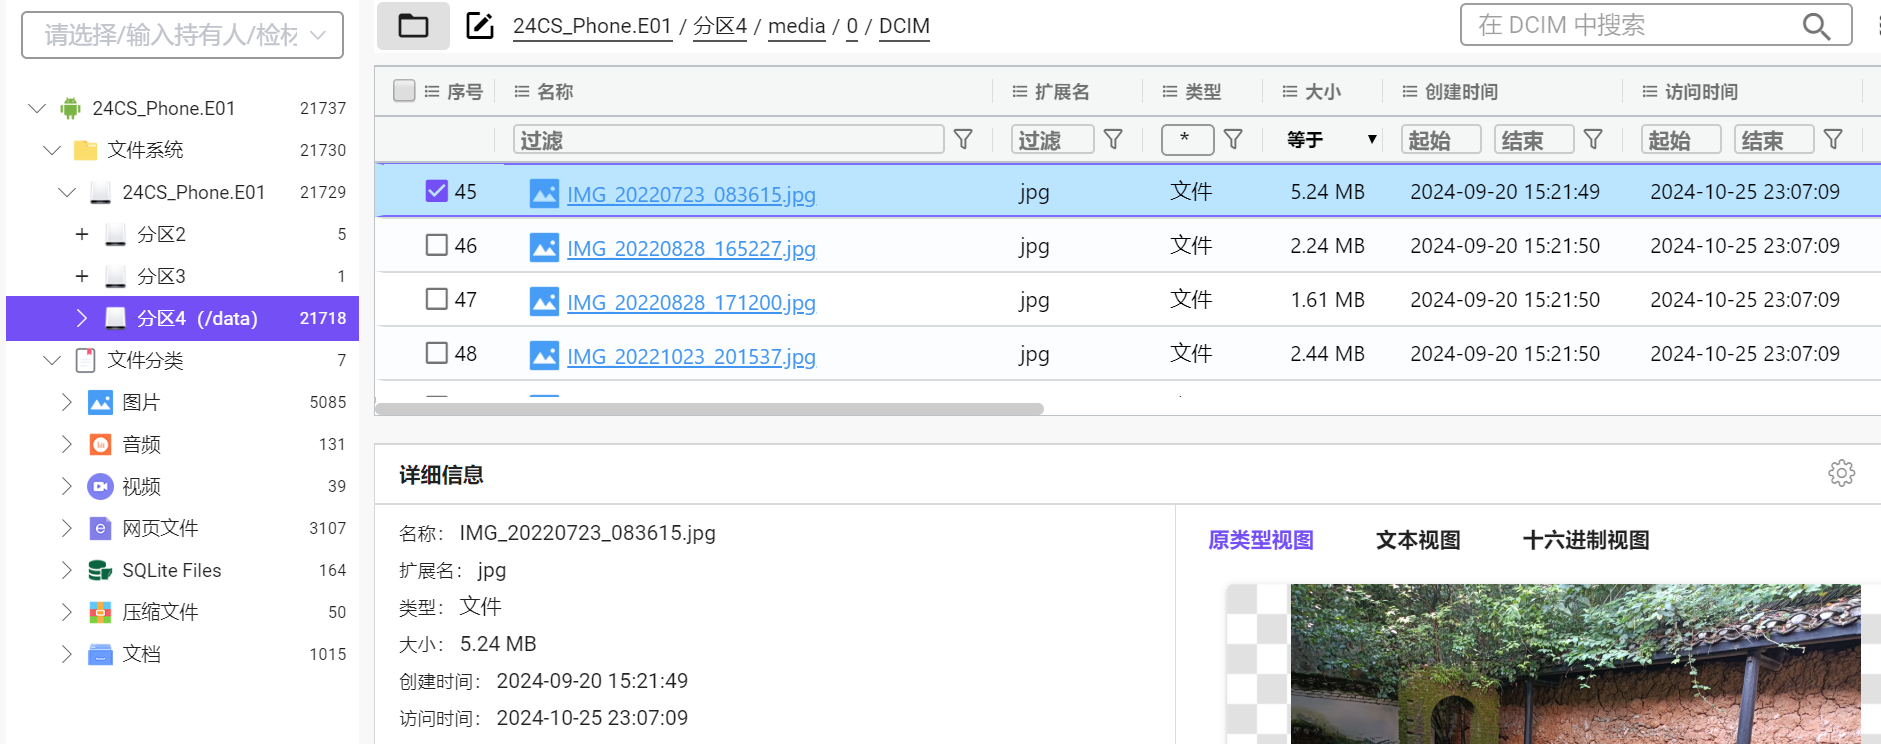 请选择/输入持有人/检材
24CS_Phone.E01 21737
文件系统 21730
24CS_Phone.E01 21729
分区2 5
分区3 1
分区4（/data） 21718
文件分类 7
图片 5085
音频 131
视频 39
网页文件 3107
SQLite Files 164
压缩文件 50
文档 1015
24CS_Phone.E01 / 分区4 / media / 0 / DCIM
在 DCIM 中搜索
序号 名称 扩展名 类型 大小 创建时间 访问时间
过滤 过滤 * 等于 起始 结束 起始 结束
45 IMG_20220723_083615.jpg jpg 文件 5.24 MB 2024-09-20 15:21:49 2024-10-25 23:07:09
46 IMG_20220828_165227.jpg jpg 文件 2.24 MB 2024-09-20 15:21:50 2024-10-25 23:07:09
47 IMG_20220828_171200.jpg jpg 文件 1.61 MB 2024-09-20 15:21:50 2024-10-25 23:07:09
48 IMG_20221023_201537.jpg jpg 文件 2.44 MB 2024-09-20 15:21:50 2024-10-25 23:07:09
详细信息
名称： IMG_20220723_083615.jpg
扩展名： jpg
类型： 文件
大小： 5.24 MB
创建时间： 2024-09-20 15:21:49
访问时间： 2024-10-25 23:07:09
原类型视图 文本视图 十六进制视图